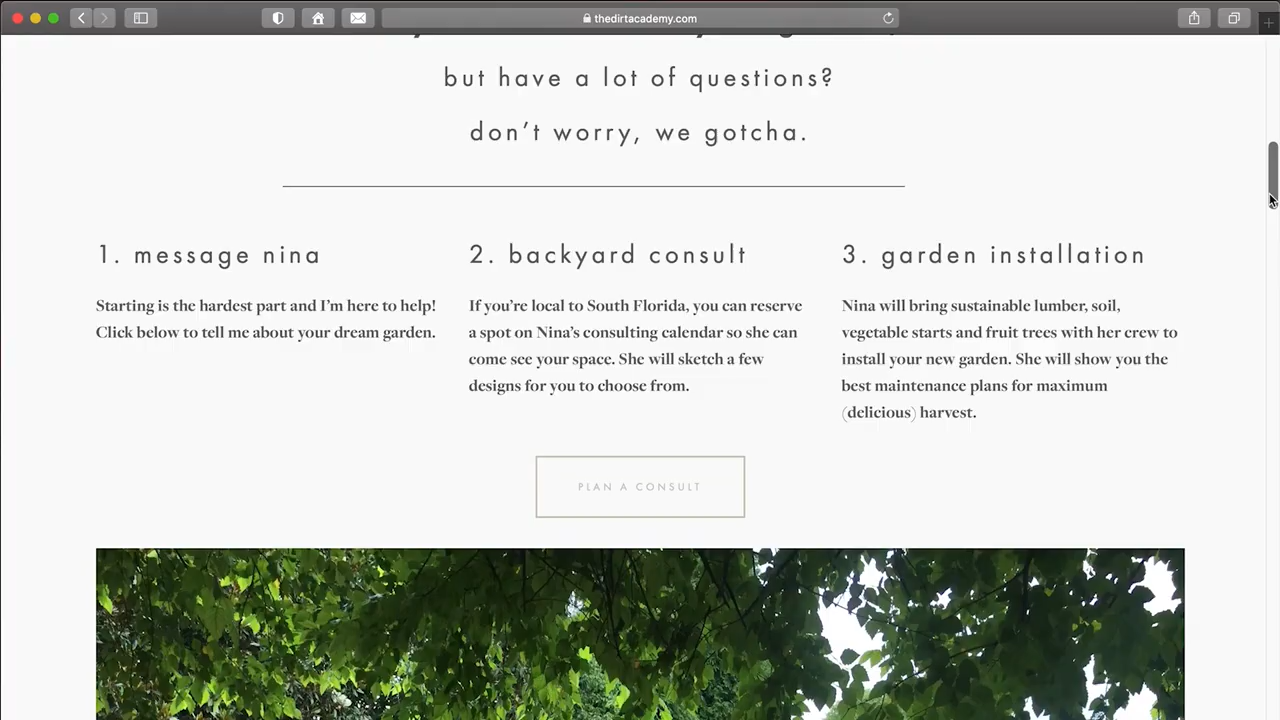 thedirtacademy.com
but have a lot of questions?
don’t worry, we gotcha.
1. message nina
Starting is the hardest part and I’m here to help!
Click below to tell me about your dream garden.
2. backyard consult
If you’re local to South Florida, you can reserve
a spot on Nina’s consulting calendar so she can
come see your space. She will sketch a few
designs for you to choose from.
3. garden installation
Nina will bring sustainable lumber, soil,
vegetable starts and fruit trees with her crew to
install your new garden. She will show you the
best maintenance plans for maximum
(delicious) harvest.
PLAN A CONSULT